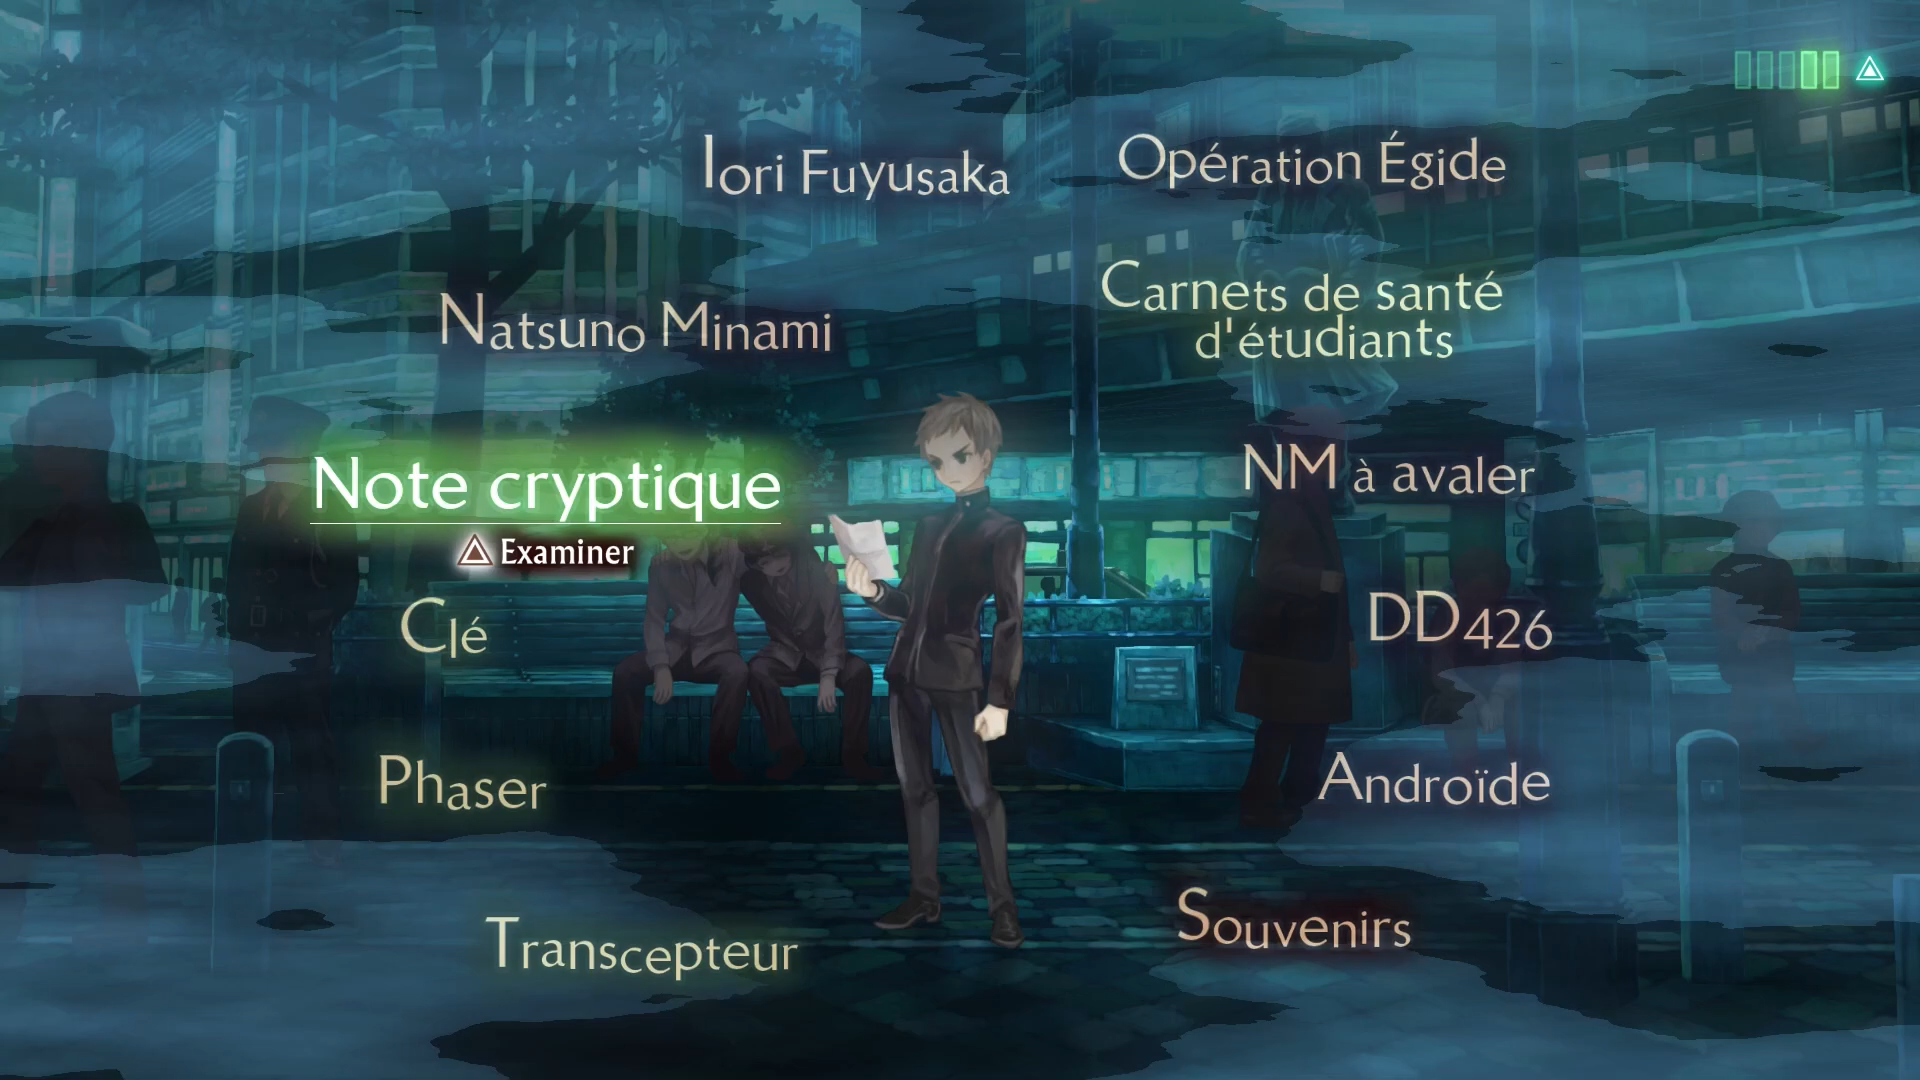 Iori Fuyusaka
Opération Égide
Natsuno Minami
Carnets de santé
d'étudiants
Note cryptique
Examiner
NM à avaler
Clé
DD426
Phaser
Androïde
Transcepteur
Souvenirs